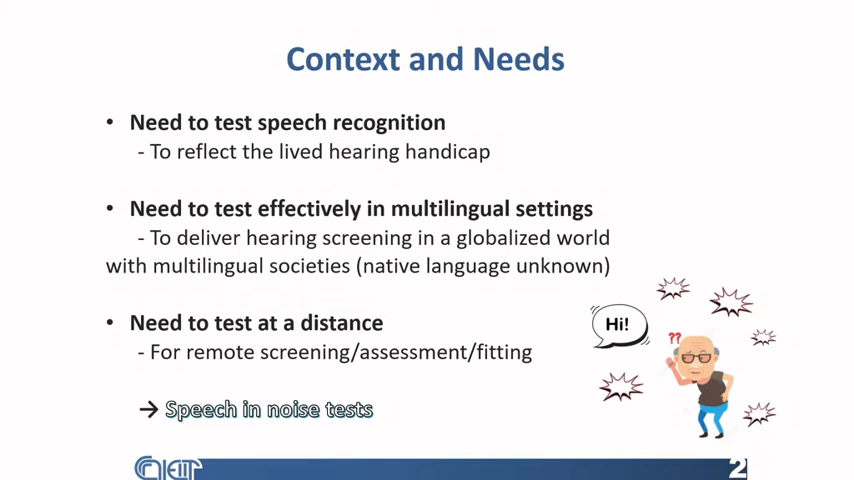 Context and Needs
• Need to test speech recognition
- To reflect the lived hearing handicap
• Need to test effectively in multilingual settings
- To deliver hearing screening in a globalized world
with multilingual societies (native language unknown)
• Need to test at a distance
- For remote screening/assessment/fitting
Hi!
??
→ Speech in noise tests
2